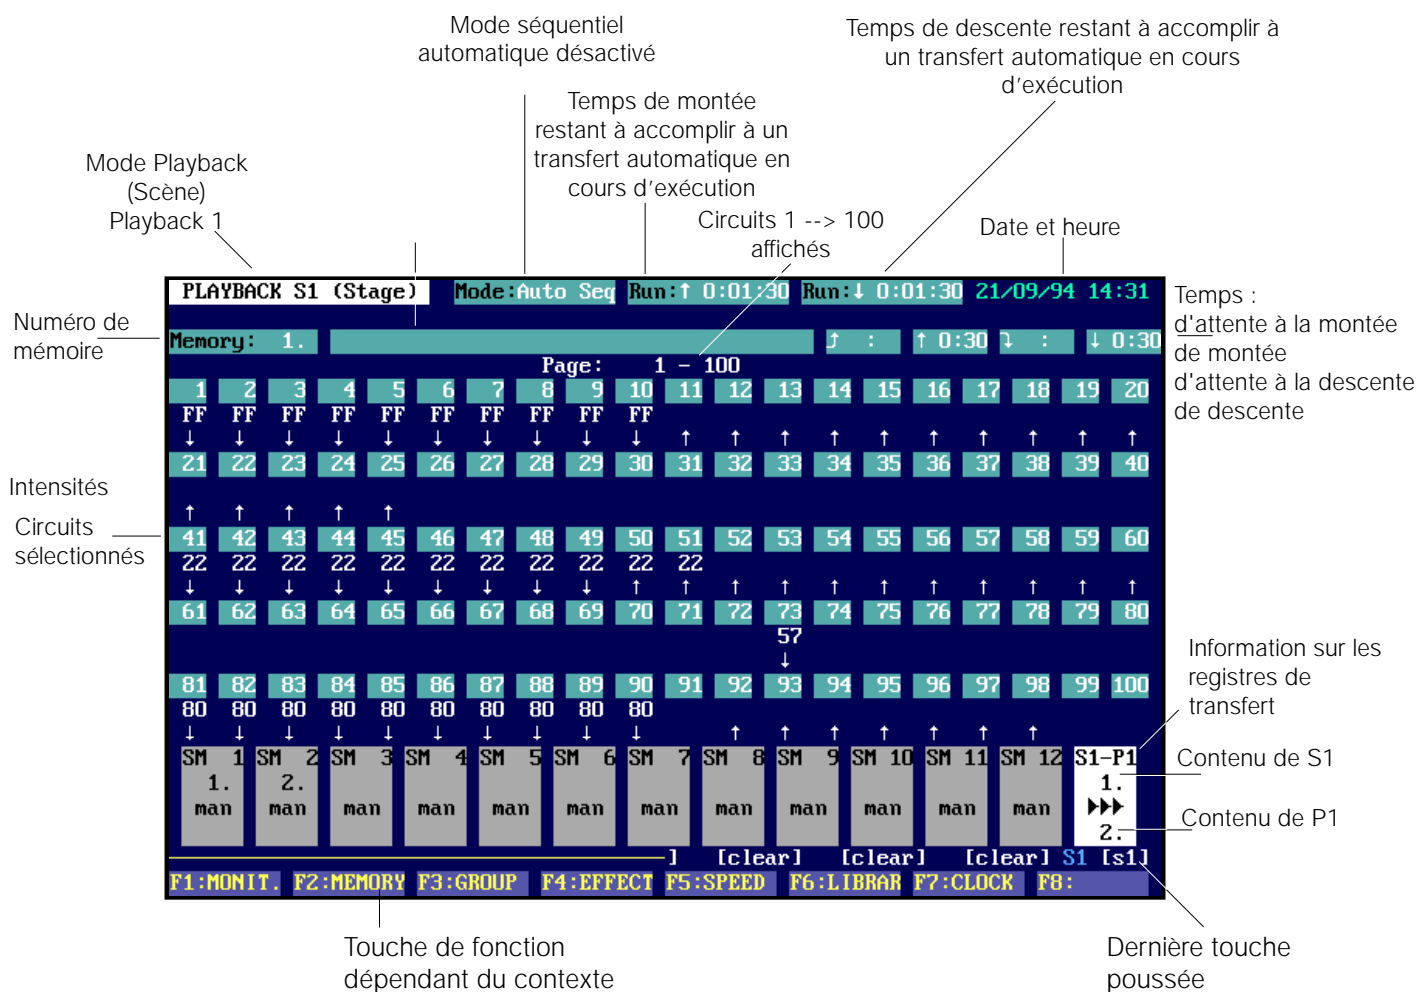 Mode séquentiel
automatique désactivé
Temps de descente restant à accomplir à
un transfert automatique en cours
d'exécution
Temps de montée
restant à accomplir à un
transfert automatique en
cours d'exécution
Mode Playback
(Scène)
Playback 1
Circuits 1 --> 100
affichés
Date et heure
PLAYBACK S1 (Stage) Mode:Auto Seq Run:↑ 0:01:30 Run:↓ 0:01:30 21/09/94 14:31
Numéro de
mémoire
Temps :
d'attente à la montée
de montée
d'attente à la descente
de descente
Memory: 1. ⤴ : ↑ 0:30 ⤵ : ↓ 0:30
Page: 1 - 100
1 2 3 4 5 6 7 8 9 10 11 12 13 14 15 16 17 18 19 20
FF FF FF FF FF FF FF FF FF FF
↓ ↓ ↓ ↓ ↓ ↓ ↓ ↓ ↓ ↓ ↑ ↑ ↑ ↑ ↑ ↑ ↑ ↑ ↑ ↑
21 22 23 24 25 26 27 28 29 30 31 32 33 34 35 36 37 38 39 40
Intensités
↑ ↑ ↑ ↑ ↑
Circuits
sélectionnés
41 42 43 44 45 46 47 48 49 50 51 52 53 54 55 56 57 58 59 60
22 22 22 22 22 22 22 22 22 22 22
↓ ↓ ↓ ↓ ↓ ↓ ↓ ↓ ↓ ↑ ↑ ↑ ↑ ↑ ↑ ↑ ↑ ↑ ↑ ↑
61 62 63 64 65 66 67 68 69 70 71 72 73 74 75 76 77 78 79 80
57
↓
81 82 83 84 85 86 87 88 89 90 91 92 93 94 95 96 97 98 99 100
80 80 80 80 80 80 80 80 80 80
↓ ↓ ↓ ↓ ↓ ↓ ↓ ↓ ↓ ↓ ↑ ↑ ↑ ↑ ↑ ↑ ↑
Information sur les
registres de
transfert
SM 1 SM 2 SM 3 SM 4 SM 5 SM 6 SM 7 SM 8 SM 9 SM 10 SM 11 SM 12 S1-P1
1. 2. 1.
man man man man man man man man man man man man ▶▶▶
2.
Contenu de S1
Contenu de P1
] [clear] [clear] [clear] S1 [s1]
F1:MONIT. F2:MEMORY F3:GROUP F4:EFFECT F5:SPEED F6:LIBRAR F7:CLOCK F8:
Touche de fonction
dépendant du contexte
Dernière touche
poussée